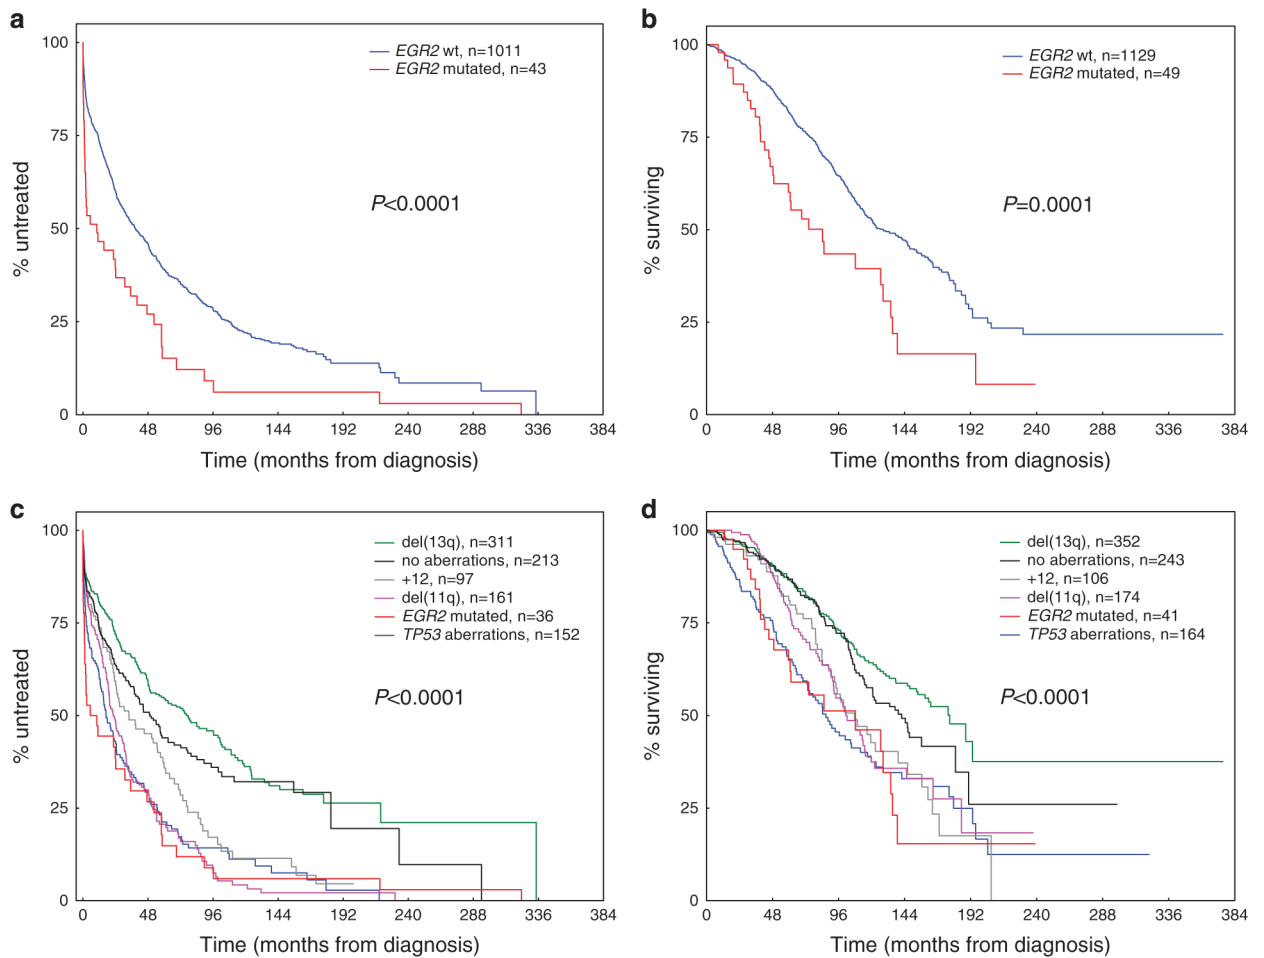 a
100
75
50
25
0
% untreated
EGR2 wt, n=1011
EGR2 mutated, n=43
P<0.0001
0 48 96 144 192 240 288 336 384
Time (months from diagnosis)
b
100
75
50
25
0
% surviving
EGR2 wt, n=1129
EGR2 mutated, n=49
P=0.0001
0 48 96 144 192 240 288 336 384
Time (months from diagnosis)
c
100
75
50
25
0
% untreated
del(13q), n=311
no aberrations, n=213
+12, n=97
del(11q), n=161
EGR2 mutated, n=36
TP53 aberrations, n=152
P<0.0001
0 48 96 144 192 240 288 336 384
Time (months from diagnosis)
d
100
75
50
25
0
% surviving
del(13q), n=352
no aberrations, n=243
+12, n=106
del(11q), n=174
EGR2 mutated, n=41
TP53 aberrations, n=164
P<0.0001
0 48 96 144 192 240 288 336 384
Time (months from diagnosis)